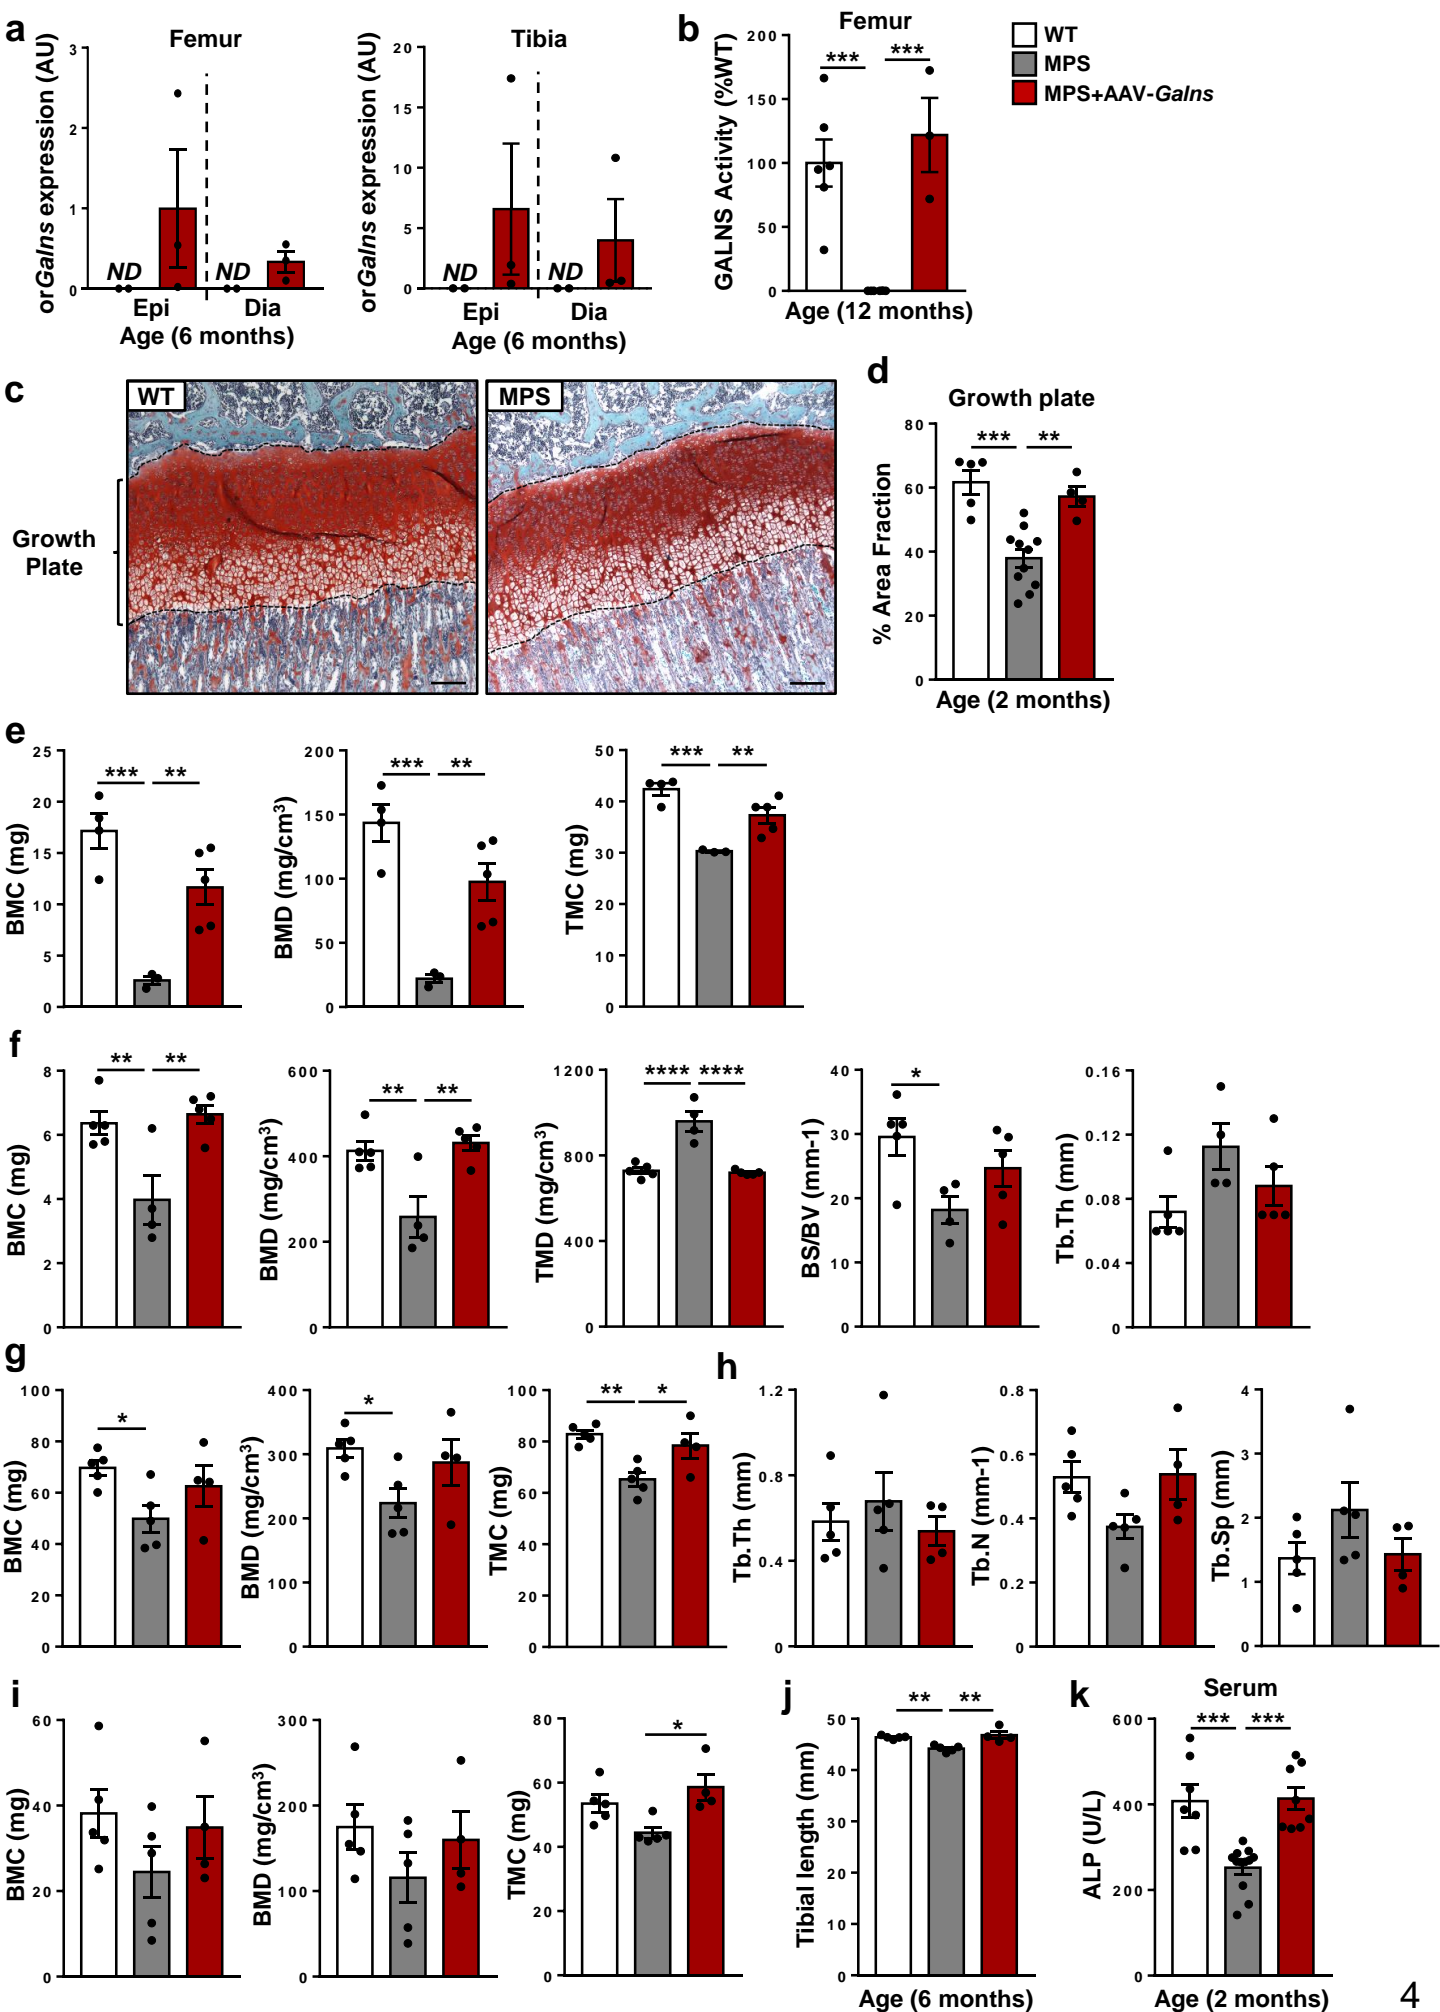 a
Femur
orGalns expression (AU)
3
2
1
0
ND
ND
Epi
Dia
Age (6 months)
Tibia
orGalns expression (AU)
20
15
10
5
0
ND
ND
Epi
Dia
Age (6 months)
b
Femur
GALNS Activity (%WT)
200
150
100
50
0
***
***
Age (12 months)
WT
MPS
MPS+AAV-Galns
c
WT
MPS
Growth
Plate
d
Growth plate
% Area Fraction
80
60
40
20
0
***
**
Age (2 months)
e
BMC (mg)
25
20
15
10
5
0
***
**
BMD (mg/cm3)
200
150
100
50
0
***
**
TMC (mg)
50
40
30
20
10
0
***
**
f
BMC (mg)
8
6
4
2
0
**
**
BMD (mg/cm3)
600
400
200
0
**
**
TMD (mg/cm3)
1200
800
400
0
****
****
BS/BV (mm-1)
40
30
20
10
0
*
Tb.Th (mm)
0.16
0.12
0.08
0.04
0
g
BMC (mg)
100
80
60
40
20
0
*
BMD (mg/cm3)
400
300
200
100
0
*
TMC (mg)
100
80
60
40
20
0
**
*
h
Tb.Th (mm)
1.2
0.8
0.4
0
Tb.N (mm-1)
0.8
0.6
0.4
0.2
0
Tb.Sp (mm)
4
3
2
1
0
i
BMC (mg)
60
40
20
0
BMD (mg/cm3)
300
200
100
0
TMC (mg)
80
60
40
20
0
*
j
Tibial length (mm)
50
40
30
20
10
0
**
**
Age (6 months)
k
Serum
ALP (U/L)
600
400
200
0
***
***
Age (2 months)
4